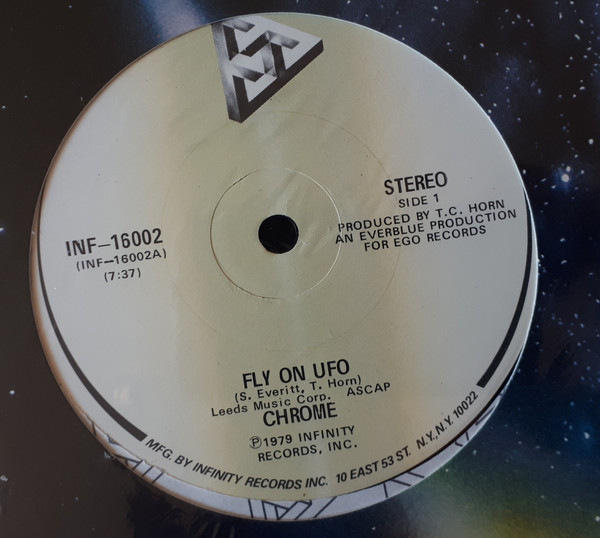 STEREO
SIDE 1
PRODUCED BY T.C. HORN
AN EVERBLUE PRODUCTION
FOR EGO RECORDS
INF-16002
(INF-16002A)
(7:37)
FLY ON UFO
(S. Everitt, T. Horn)
Leeds Music Corp. ASCAP
CHROME
Ⓟ1979 INFINITY
RECORDS, INC.
MFG. BY INFINITY RECORDS INC. 10 EAST 53 ST. N.Y., N.Y. 10022